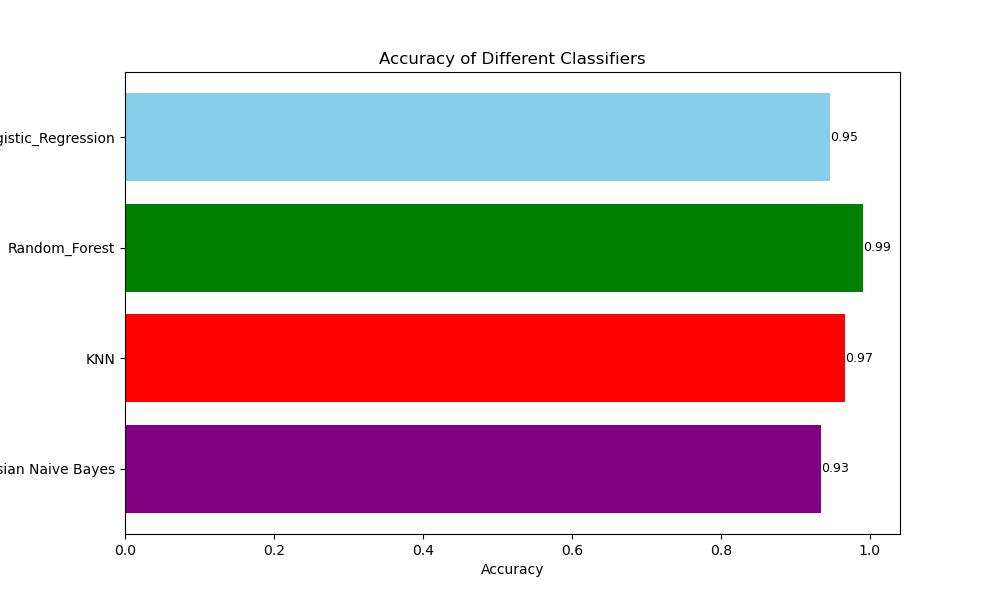 Accuracy of Different Classifiers
gistic_Regression
0.95
Random_Forest
0.99
KNN
0.97
sian Naive Bayes
0.93
0.0
0.2
0.4
0.6
0.8
1.0
Accuracy